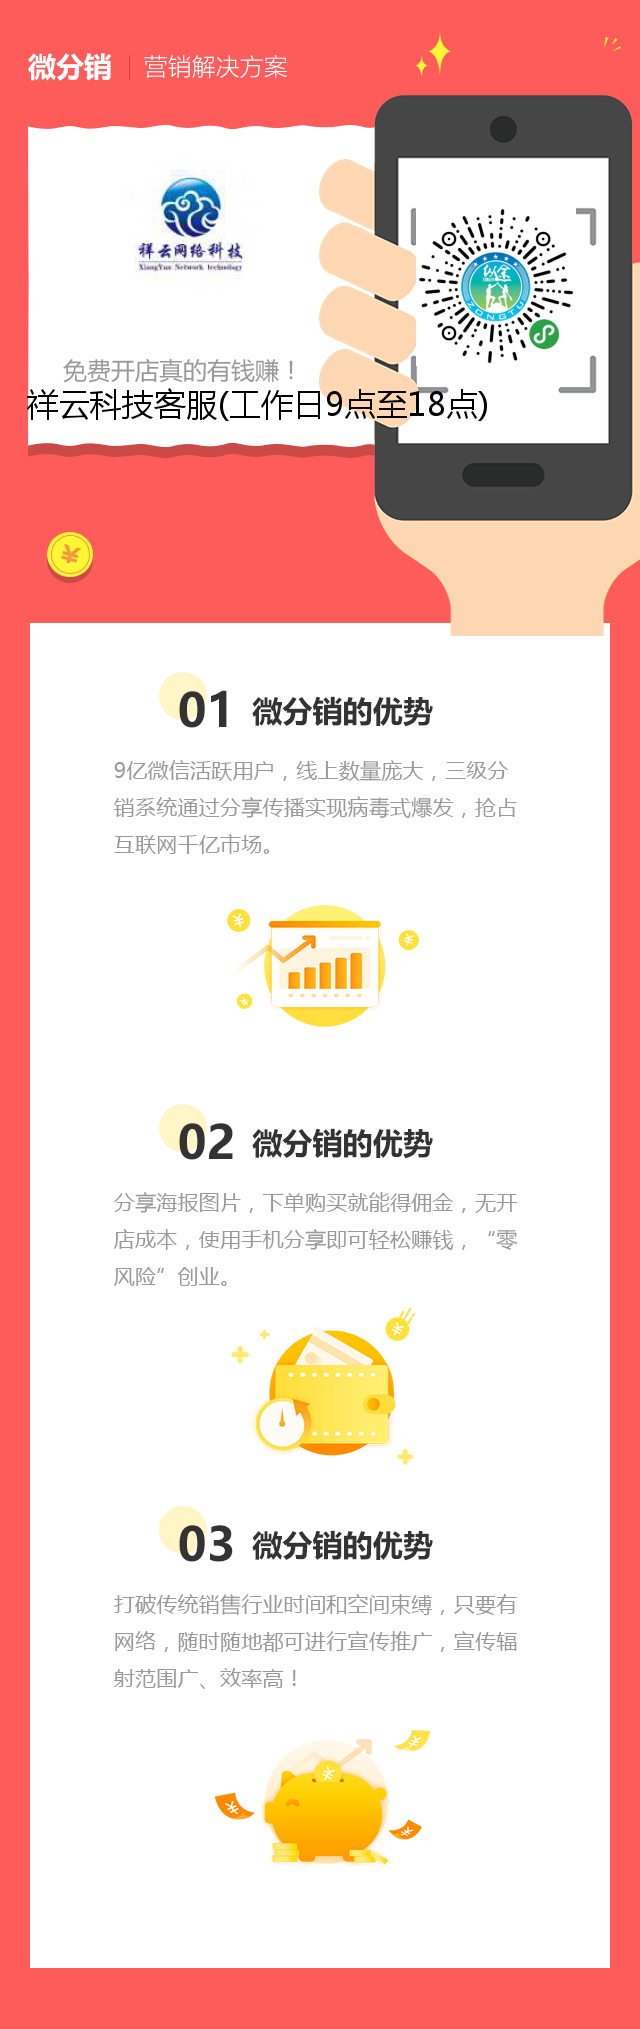 微分销 营销解决方案
祥云网络科技
XiangYun Network technology
纵途
ZONGTU
免费开店真的有钱赚！
祥云科技客服(工作日9点至18点)
01 微分销的优势
9亿微信活跃用户，线上数量庞大，三级分
销系统通过分享传播实现病毒式爆发，抢占
互联网千亿市场。
02 微分销的优势
分享海报图片，下单购买就能得佣金，无开
店成本，使用手机分享即可轻松赚钱，“零
风险”创业。
03 微分销的优势
打破传统销售行业时间和空间束缚，只要有
网络，随时随地都可进行宣传推广，宣传辐
射范围广、效率高！